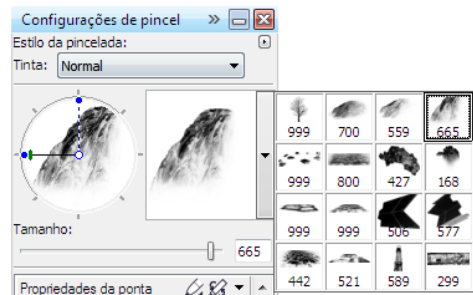 Configurações de pincel
Estilo da pincelada:
Tinta: Normal
999 700 559 665
999 800 427 168
999 999 506 577
442 521 589 299
Tamanho:
665
Propriedades da ponta